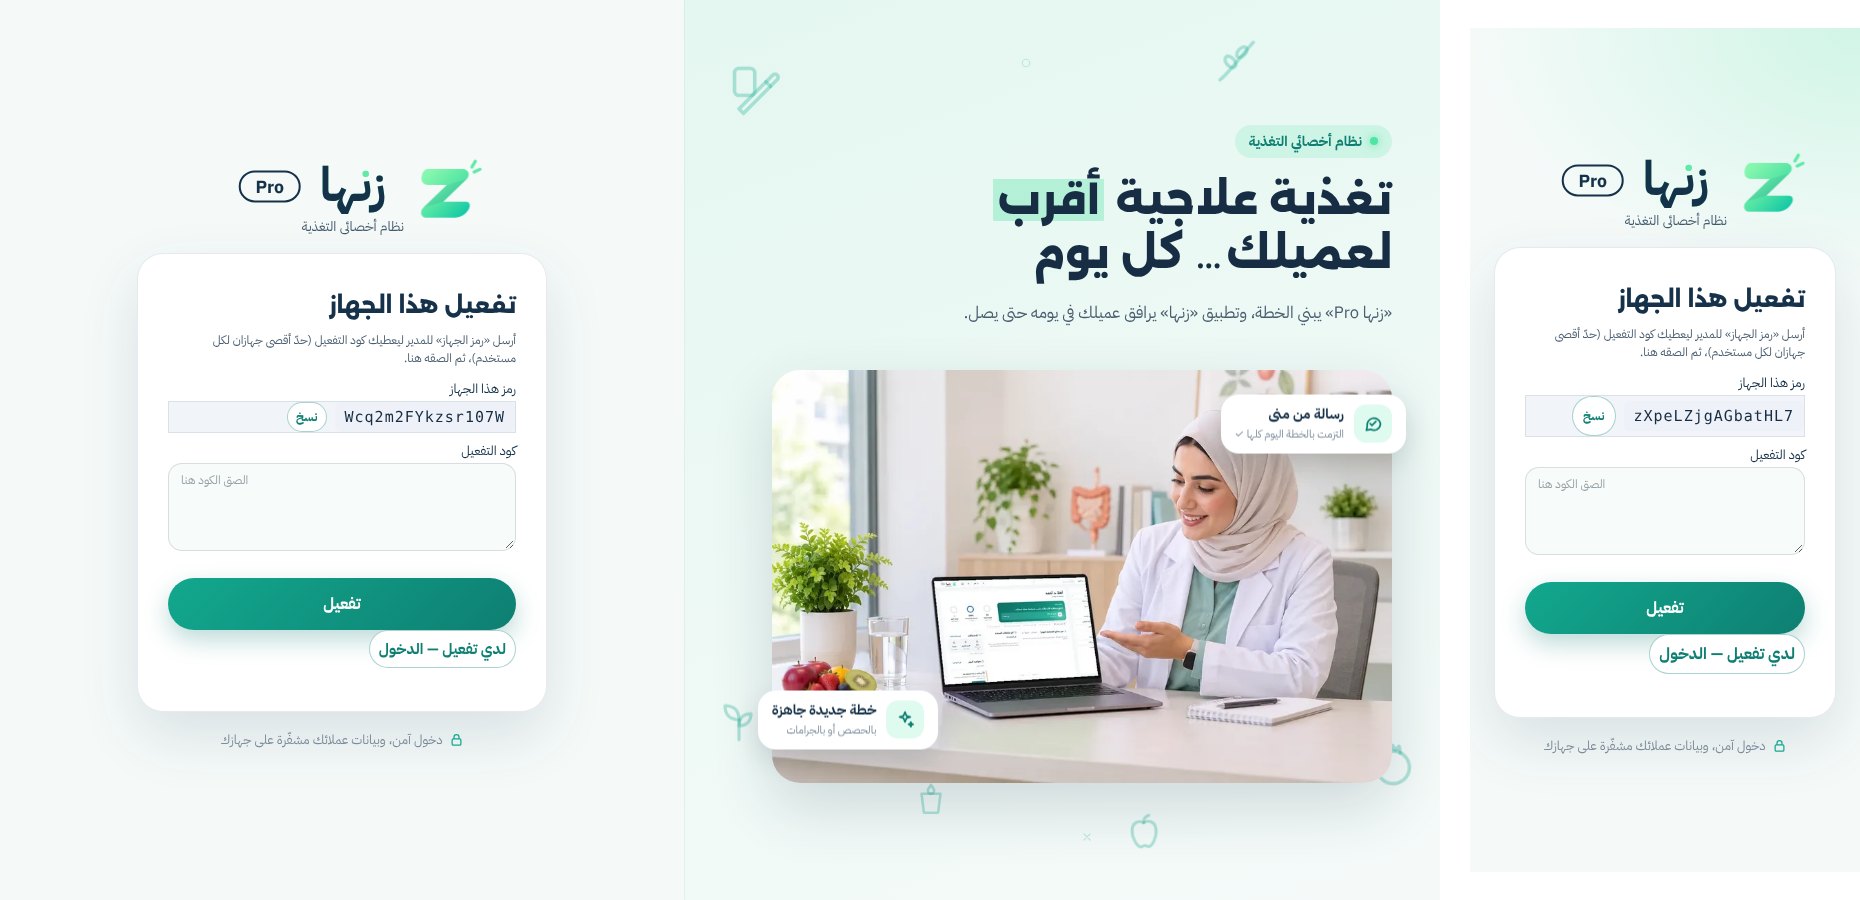 نظام أخصائي التغذية
تغذية علاجية أقرب
لعميلك... كل يوم
«زنها Pro» يبني الخطة، وتطبيق «زنها» يرافق عميلك في يومه حتى يصل.
رسالة من منى
التزمت بالخطة اليوم كلها ✓
خطة جديدة جاهزة
بالحصص أو بالجرامات
زنها Pro
نظام أخصائي التغذية
تفعيل هذا الجهاز
أرسل «رمز الجهاز» للمدير ليعطيك كود التفعيل (حدّ أقصى جهازان لكل
مستخدم)، ثم الصقه هنا.
رمز هذا الجهاز
Wcq2m2FYkzsr107W نسخ
كود التفعيل
الصق الكود هنا
تفعيل
لدي تفعيل — الدخول
دخول آمن، وبيانات عملائك مشفّرة على جهازك
زنها Pro
نظام أخصائي التغذية
تفعيل هذا الجهاز
أرسل «رمز الجهاز» للمدير ليعطيك كود التفعيل (حدّ أقصى
جهازان لكل مستخدم)، ثم الصقه هنا.
رمز هذا الجهاز
zXpeLZjgAGbatHL7 نسخ
كود التفعيل
الصق الكود هنا
تفعيل
لدي تفعيل — الدخول
دخول آمن، وبيانات عملائك مشفّرة على جهازك